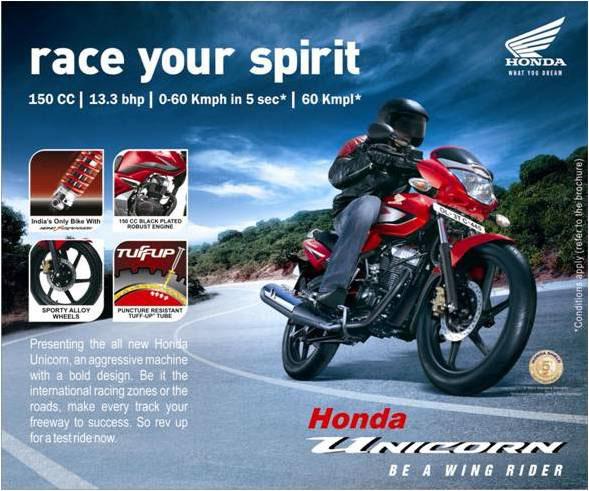 race your spirit
150 CC | 13.3 bhp | 0-60 Kmph in 5 sec* | 60 Kmpl*
HONDA
WHAT YOU DREAM
India's Only Bike With
150 CC BLACK PLATED
ROBUST ENGINE
TUFFUP
SPORTY ALLOY
WHEELS
PUNCTURE RESISTANT
TUFF-UP" TUBE
Presenting the all new Honda
Unicorn, an aggressive machine
with a bold design. Be it the
international racing zones or the
roads, make every track your
freeway to success. So rev up
for a test ride now.
*Conditions apply (refer to the brochure)
Honda
UNICORN
BE A WING RIDER